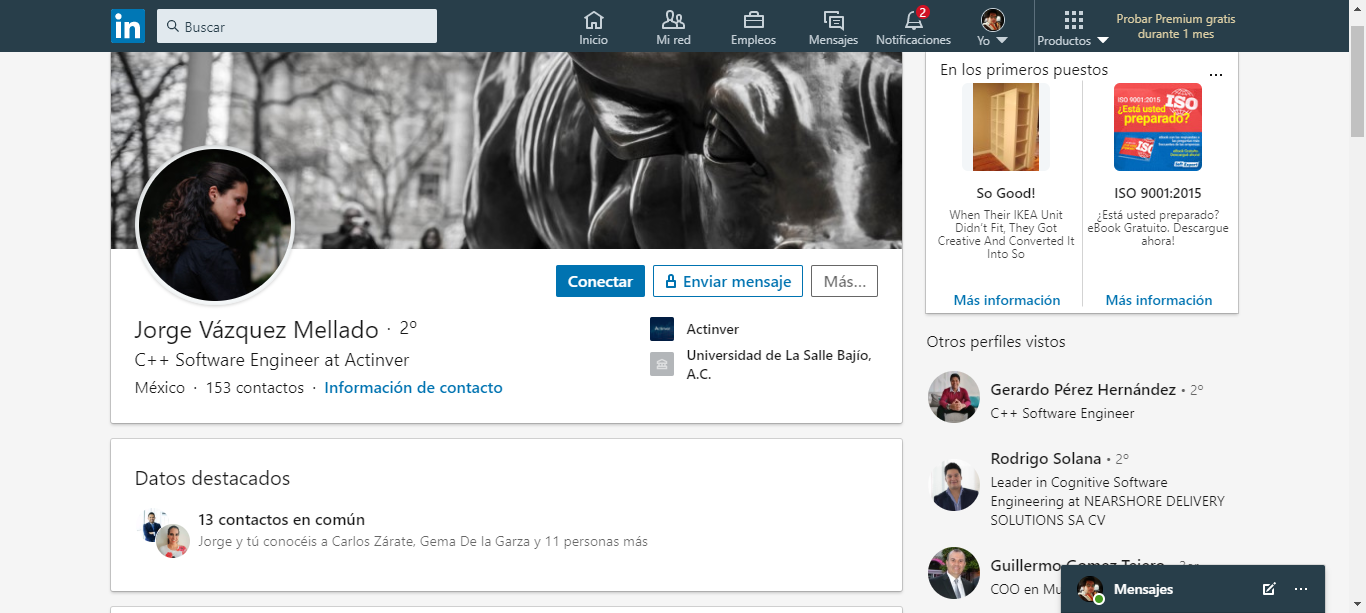 in
Buscar
Inicio
Mi red
Empleos
Mensajes
2
Notificaciones
Yo
Productos
Probar Premium gratis
durante 1 mes
Conectar
Enviar mensaje
Más...
Jorge Vázquez Mellado · 2º
C++ Software Engineer at Actinver
México · 153 contactos · Información de contacto
Actinver
Actinver
Universidad de La Salle Bajío,
A.C.
Datos destacados
13 contactos en común
Jorge y tú conocéis a Carlos Zárate, Gema De la Garza y 11 personas más
En los primeros puestos
...
So Good!
When Their IKEA Unit
Didn't Fit, They Got
Creative And Converted It
Into So
Más información
ISO 9001:2015
ISO
¿Está usted
preparado?
ISO 9001:2015
¿Está usted preparado?
eBook Gratuito. Descargue
ahora!
Más información
Otros perfiles vistos
Gerardo Pérez Hernández • 2º
C++ Software Engineer
Rodrigo Solana • 2º
Leader in Cognitive Software
Engineering at NEARSHORE DELIVERY
SOLUTIONS SA CV
Guillermo Gomez Tejero
COO en Mu
Mensajes
...